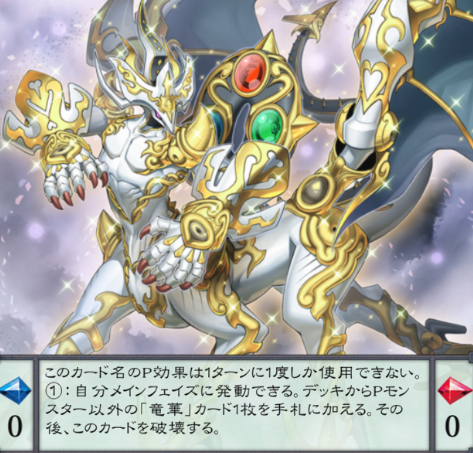 このカード名のP効果は1ターンに1度しか使用できない。
①:自分メインフェイズに発動できる。デッキからPモン
スター以外の「竜華」カード1枚を手札に加える。その
後、このカードを破壊する。
0
0